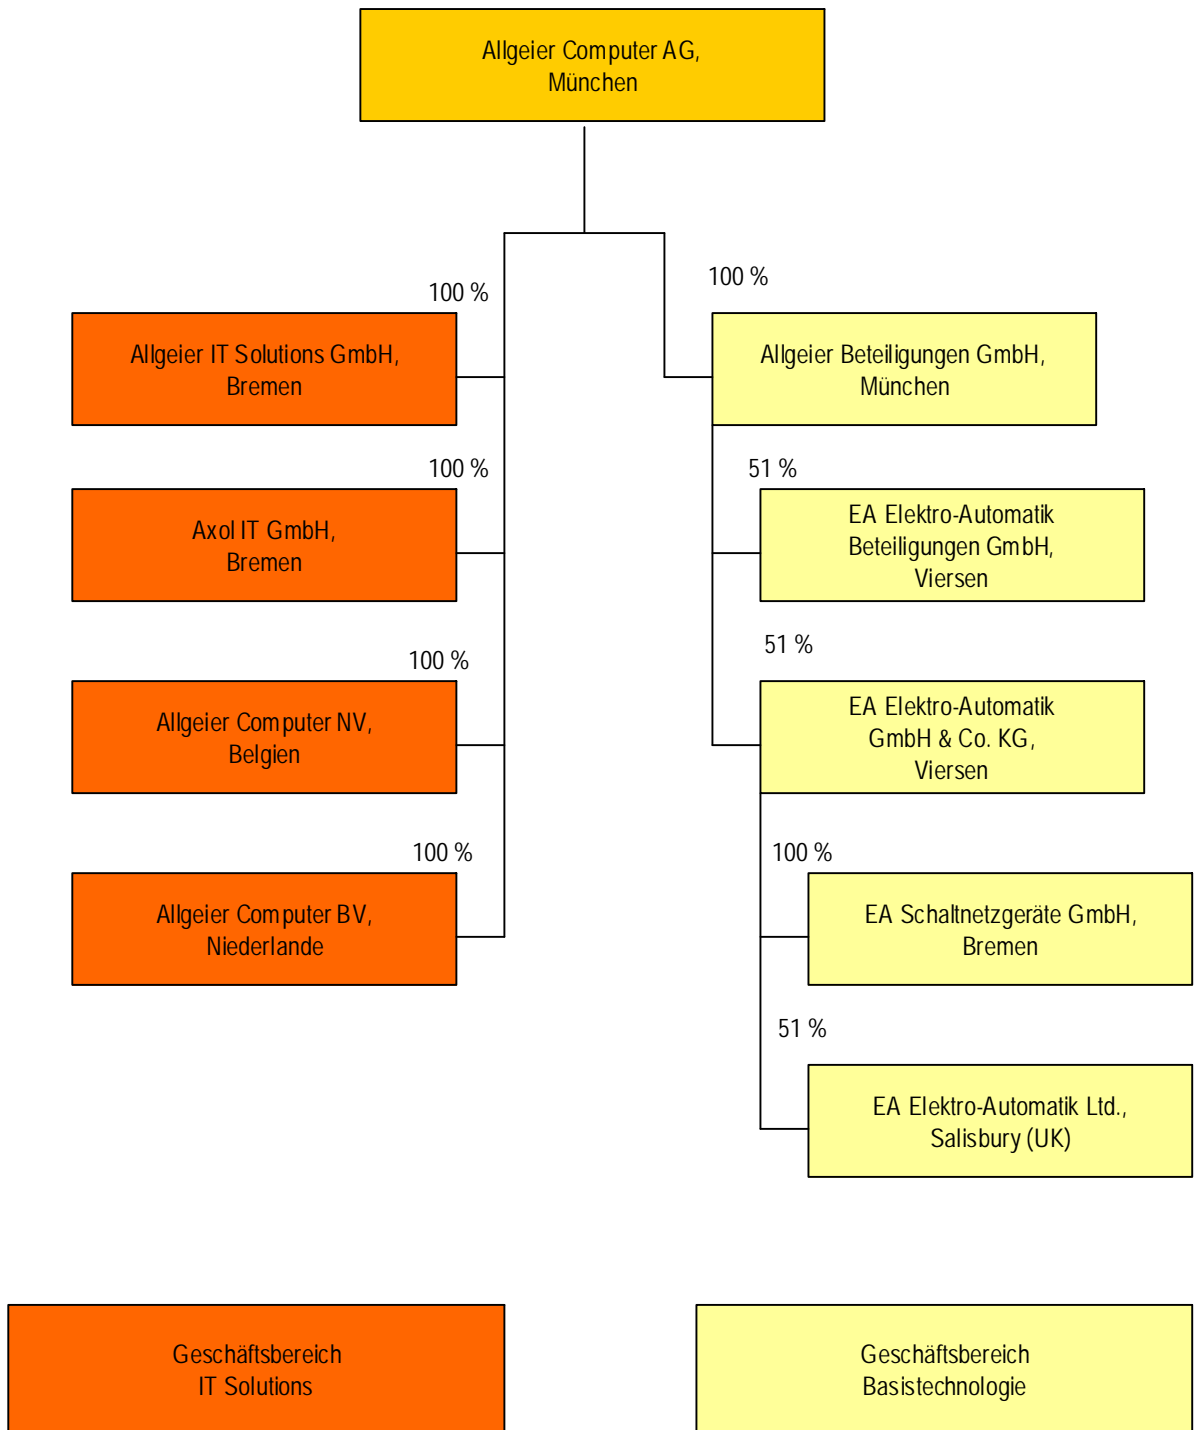 Allgeier Computer AG,
München
100 %
Allgeier IT Solutions GmbH,
Bremen
100 %
Axol IT GmbH,
Bremen
100 %
Allgeier Computer NV,
Belgien
100 %
Allgeier Computer BV,
Niederlande
100 %
Allgeier Beteiligungen GmbH,
München
51 %
EA Elektro-Automatik
Beteiligungen GmbH,
Viersen
51 %
EA Elektro-Automatik
GmbH & Co. KG,
Viersen
100 %
EA Schaltnetzgeräte GmbH,
Bremen
51 %
EA Elektro-Automatik Ltd.,
Salisbury (UK)
Geschäftsbereich
IT Solutions
Geschäftsbereich
Basistechnologie